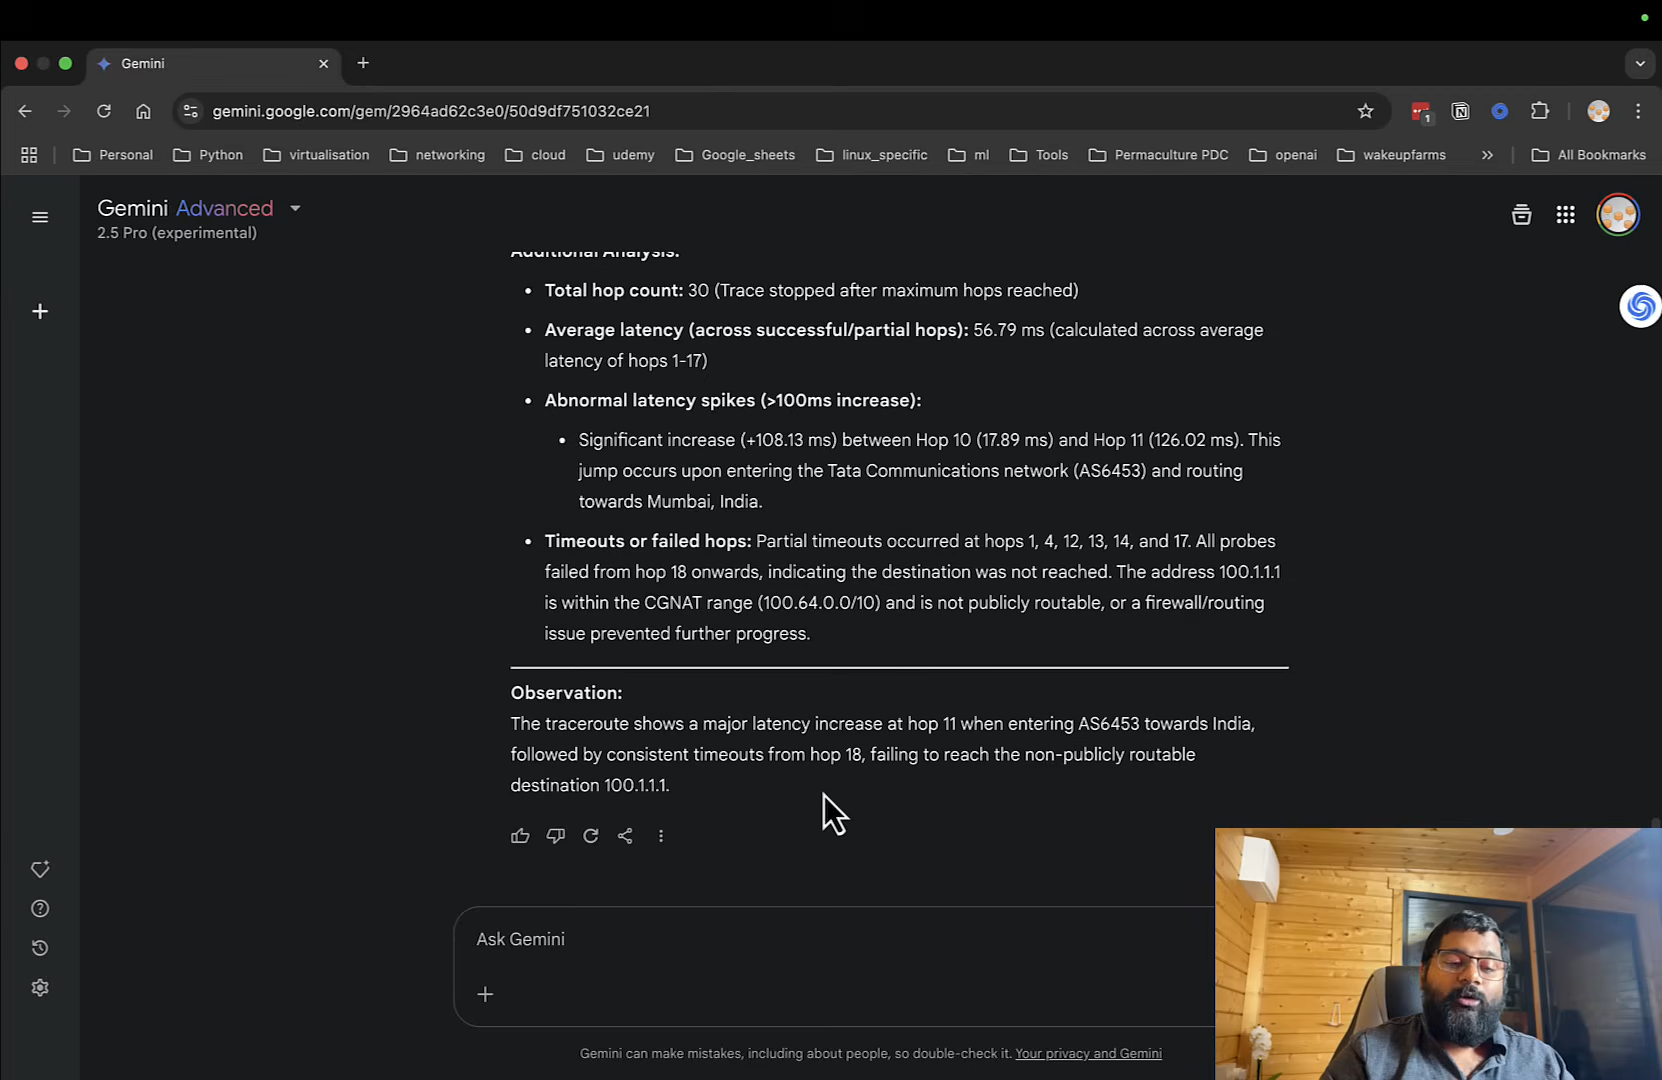 Gemini
gemini.google.com/gem/2964ad62c3e0/50d9df751032ce21
1
Personal
Python
virtualisation
networking
cloud
udemy
Google_sheets
linux_specific
ml
Tools
Permaculture PDC
openai
wakeupfarms
All Bookmarks
Gemini Advanced
2.5 Pro (experimental)
Additional Analysis:
• Total hop count: 30 (Trace stopped after maximum hops reached)
• Average latency (across successful/partial hops): 56.79 ms (calculated across average
latency of hops 1-17)
• Abnormal latency spikes (>100ms increase):
• Significant increase (+108.13 ms) between Hop 10 (17.89 ms) and Hop 11 (126.02 ms). This
jump occurs upon entering the Tata Communications network (AS6453) and routing
towards Mumbai, India.
• Timeouts or failed hops: Partial timeouts occurred at hops 1, 4, 12, 13, 14, and 17. All probes
failed from hop 18 onwards, indicating the destination was not reached. The address 100.1.1.1
is within the CGNAT range (100.64.0.0/10) and is not publicly routable, or a firewall/routing
issue prevented further progress.
Observation:
The traceroute shows a major latency increase at hop 11 when entering AS6453 towards India,
followed by consistent timeouts from hop 18, failing to reach the non-publicly routable
destination 100.1.1.1.
Ask Gemini
Gemini can make mistakes, including about people, so double-check it. Your privacy and Gemini